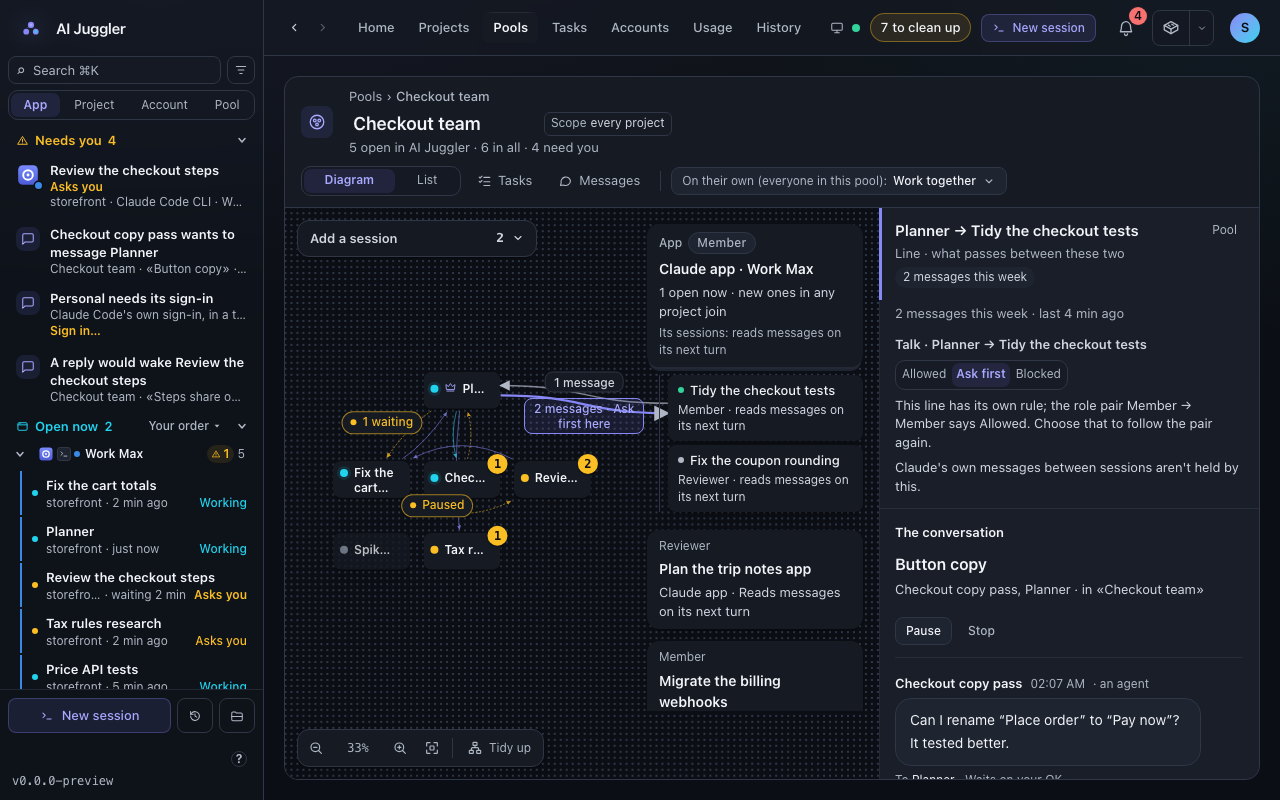 AI Juggler
Search ⌘K
App Project Account Pool
Needs you 4
Review the checkout steps
Asks you
storefront · Claude Code CLI · W…
Checkout copy pass wants to
message Planner
Checkout team · «Button copy» ·…
Personal needs its sign-in
Claude Code's own sign-in, in a t…
Sign in…
A reply would wake Review the
checkout steps
Checkout team · «Steps share o…
Open now 2 Your order
Work Max 1 5
Fix the cart totals
storefront · 2 min ago Working
Planner
storefront · just now Working
Review the checkout steps
storefro… · waiting 2 min Asks you
Tax rules research
storefront · 2 min ago Asks you
Price API tests
storefront · 5 min ago Working
New session
?
v0.0.0-preview
Home Projects Pools Tasks Accounts Usage History
7 to clean up
New session
4
S
Pools › Checkout team
Checkout team
Scope every project
5 open in AI Juggler · 6 in all · 4 need you
Diagram List Tasks Messages
On their own (everyone in this pool): Work together
Add a session 2
Pl…
1 message
2 messages · Ask
first here
1 waiting
Fix the
cart…
Chec…
1
Revie…
2
Paused
Spik…
Tax r…
1
App Member
Claude app · Work Max
1 open now · new ones in any
project join
Its sessions: reads messages on
its next turn
Tidy the checkout tests
Member · reads messages on
its next turn
Fix the coupon rounding
Reviewer · reads messages on
its next turn
Reviewer
Plan the trip notes app
Claude app · Reads messages
on its next turn
Member
Migrate the billing
webhooks
33%
Tidy up
Planner → Tidy the checkout tests Pool
Line · what passes between these two
2 messages this week
2 messages this week · last 4 min ago
Talk · Planner → Tidy the checkout tests
Allowed Ask first Blocked
This line has its own rule; the role pair Member →
Member says Allowed. Choose that to follow the pair
again.
Claude's own messages between sessions aren't held by
this.
The conversation
Button copy
Checkout copy pass, Planner · in «Checkout team»
Pause Stop
Checkout copy pass 02:07 AM · an agent
Can I rename “Place order” to “Pay now”?
It tested better.
To Planner · Waits on your OK